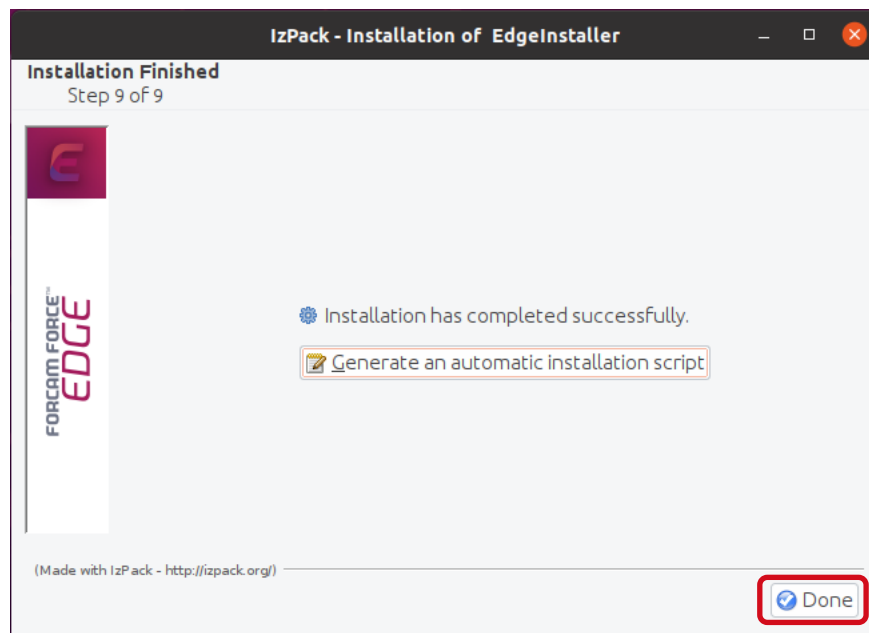 IzPack - Installation of EdgeInstaller
Installation Finished
Step 9 of 9
E
FORCAM FORCE™
EDGE
Installation has completed successfully.
Generate an automatic installation script
(Made with IzPack - http://izpack.org/)
Done